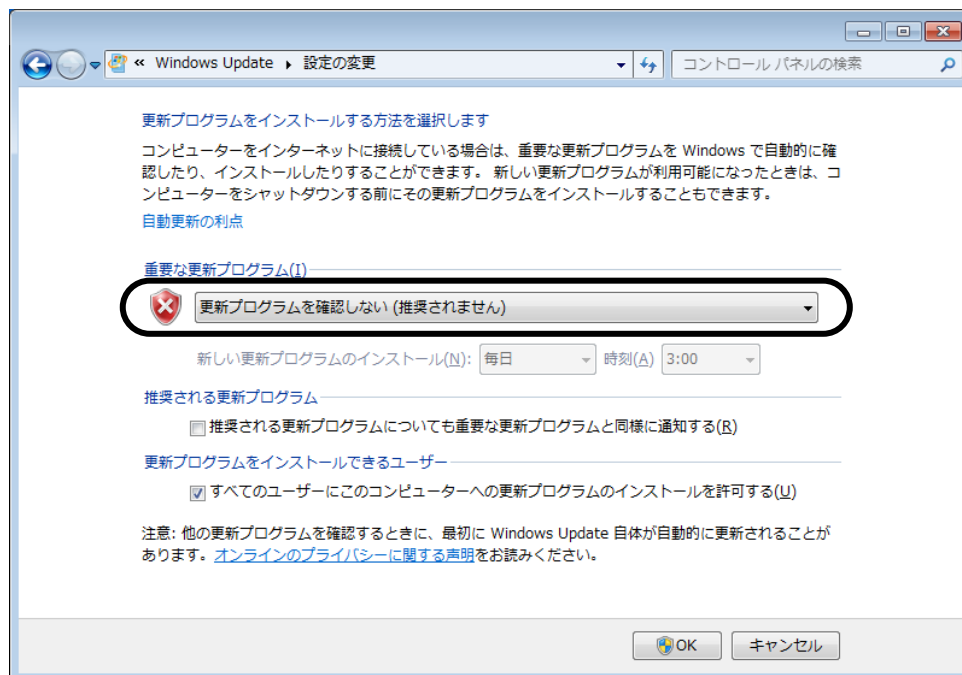 « Windows Update ▸ 設定の変更
コントロール パネルの検索
更新プログラムをインストールする方法を選択します
コンピューターをインターネットに接続している場合は、重要な更新プログラムを Windows で自動的に確
認したり、インストールしたりすることができます。 新しい更新プログラムが利用可能になったときは、コ
ンピューターをシャットダウンする前にその更新プログラムをインストールすることもできます。
自動更新の利点
重要な更新プログラム(I)
更新プログラムを確認しない (推奨されません)
新しい更新プログラムのインストール(N): 毎日 時刻(A) 3:00
推奨される更新プログラム
推奨される更新プログラムについても重要な更新プログラムと同様に通知する(R)
更新プログラムをインストールできるユーザー
すべてのユーザーにこのコンピューターへの更新プログラムのインストールを許可する(U)
注意: 他の更新プログラムを確認するときに、最初に Windows Update 自体が自動的に更新されることが
あります。オンラインのプライバシーに関する声明をお読みください。
OK キャンセル